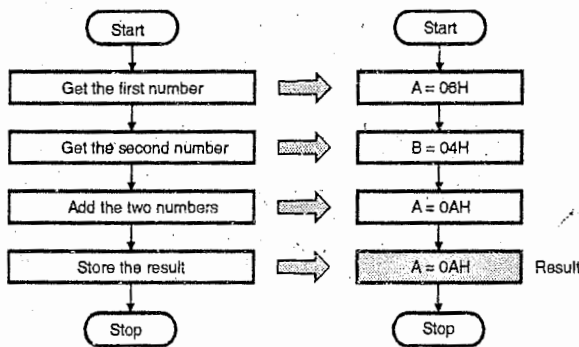 Start
Start
Get the first number
A = 06H
Get the second number
B = 04H
Add the two numbers
A = 0AH
Store the result
A = 0AH
Result
Stop
Stop